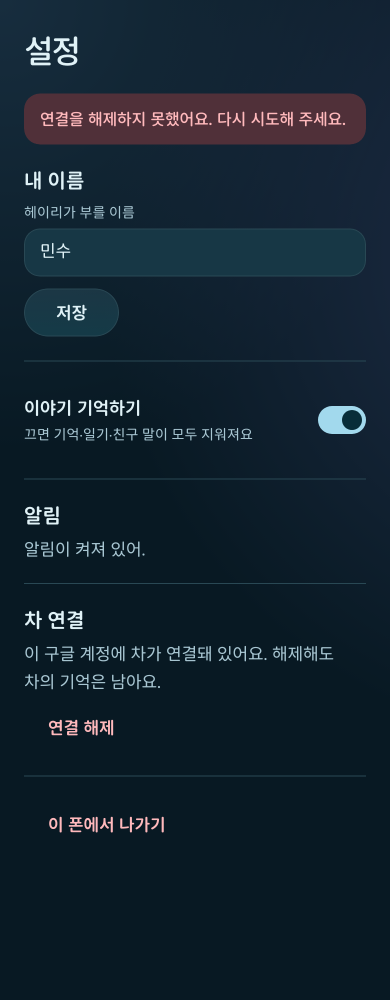 설정
연결을 해제하지 못했어요. 다시 시도해 주세요.
내 이름
헤이리가 부를 이름
민수
저장
이야기 기억하기
끄면 기억·일기·친구 말이 모두 지워져요
알림
알림이 켜져 있어.
차 연결
이 구글 계정에 차가 연결돼 있어요. 해제해도
차의 기억은 남아요.
연결 해제
이 폰에서 나가기